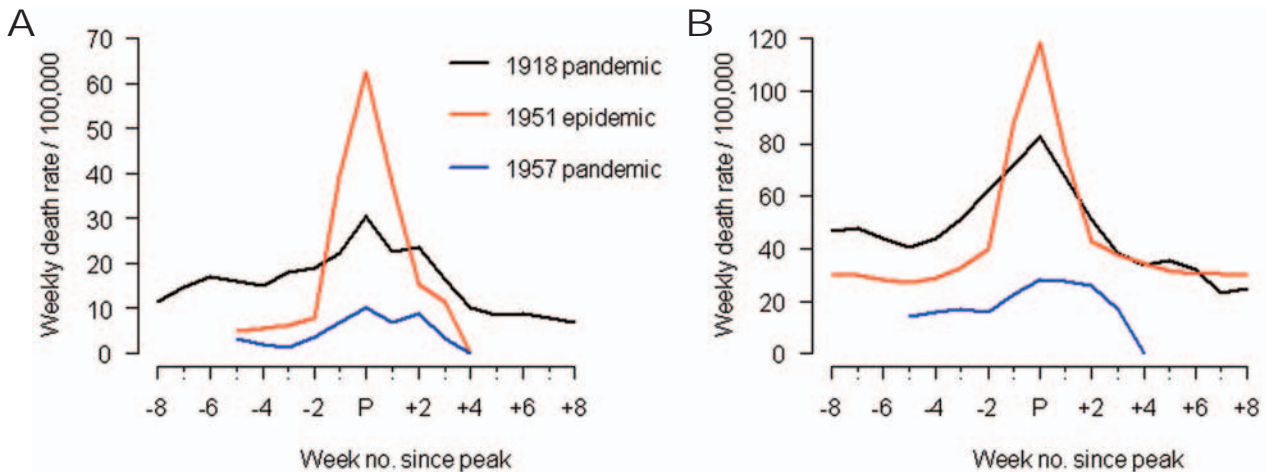 A
Weekly death rate / 100,000
70
60
50
40
30
20
10
0
-8 -6 -4 -2 P +2 +4 +6 +8
Week no. since peak
1918 pandemic
1951 epidemic
1957 pandemic
B
Weekly death rate / 100,000
120
100
80
60
40
20
0
-8 -6 -4 -2 P +2 +4 +6 +8
Week no. since peak